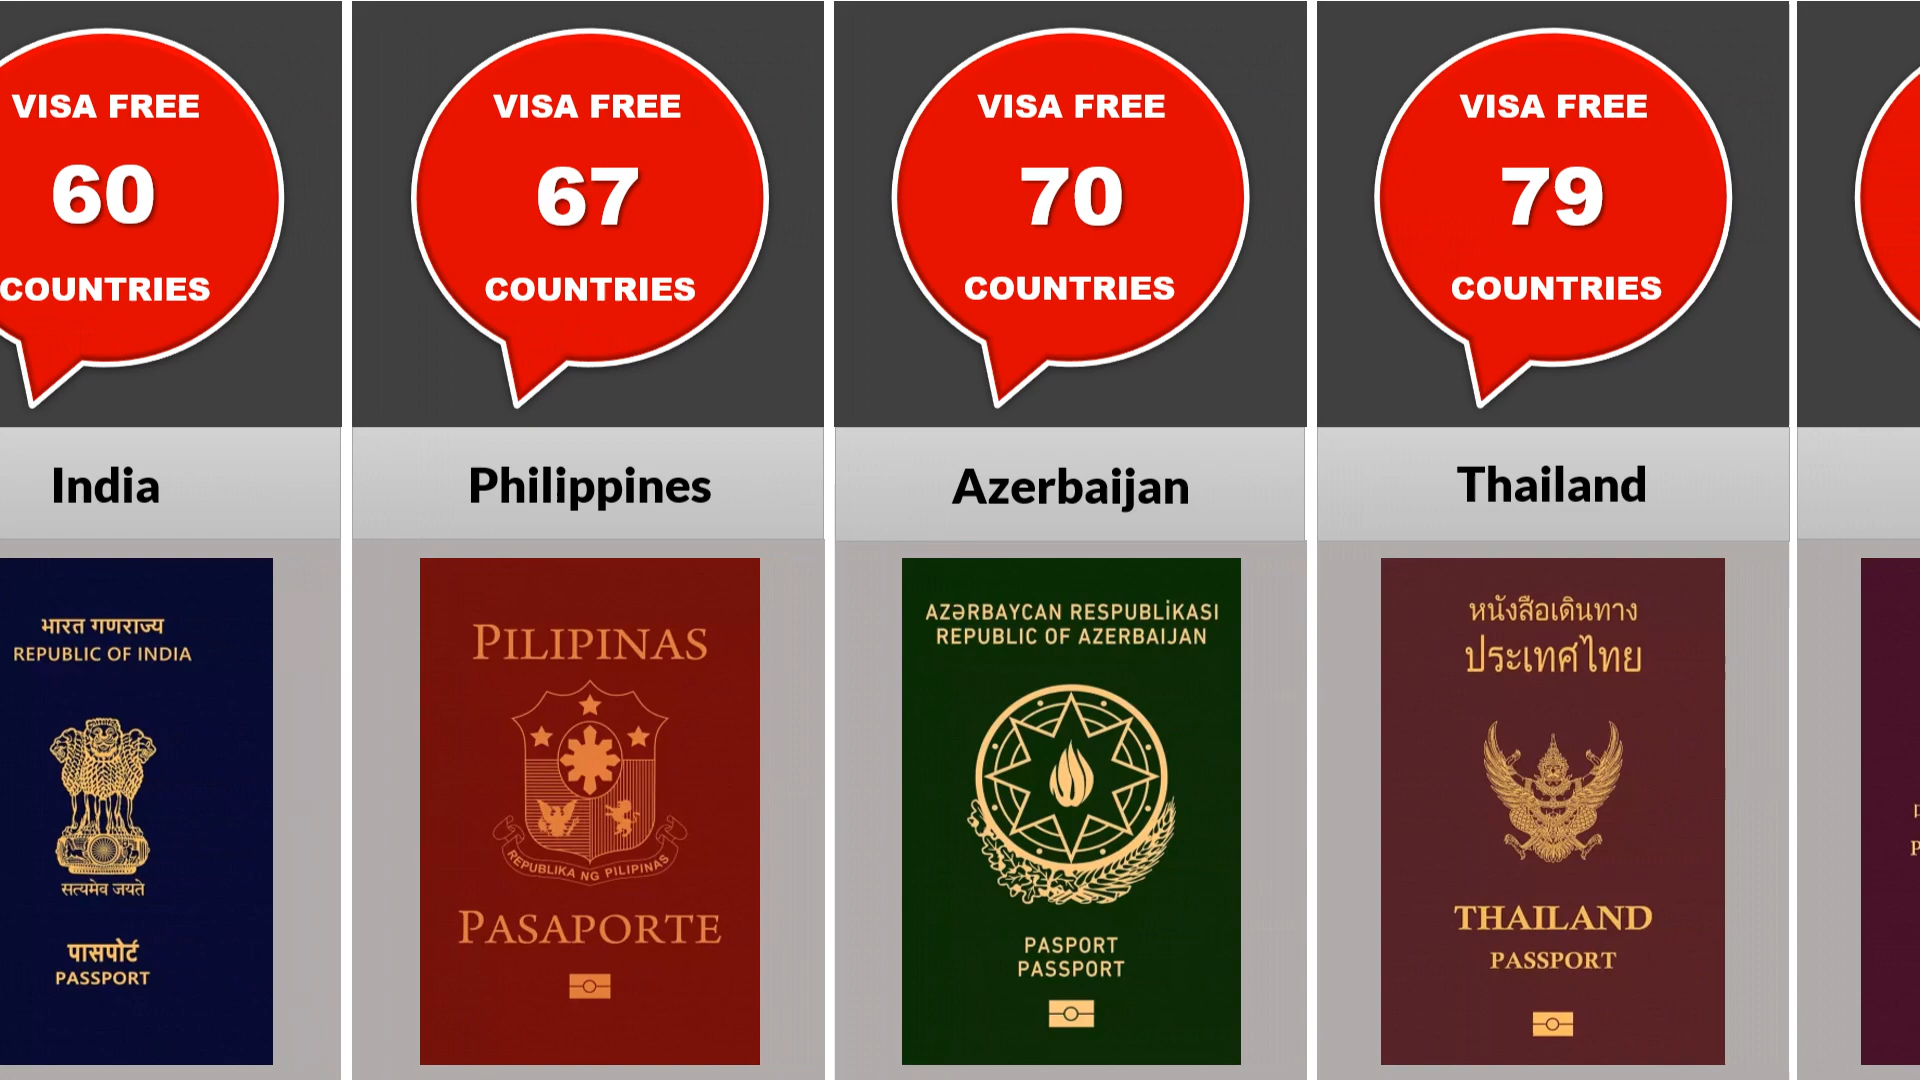 VISA FREE
60
COUNTRIES
India
भारत गणराज्य
REPUBLIC OF INDIA
सत्यमेव जयते
पासपोर्ट
PASSPORT
VISA FREE
67
COUNTRIES
Philippines
PILIPINAS
REPUBLIKA NG PILIPINAS
PASAPORTE
VISA FREE
70
COUNTRIES
Azerbaijan
AZƏRBAYCAN RESPUBLİKASI
REPUBLIC OF AZERBAIJAN
PASPORT
PASSPORT
VISA FREE
79
COUNTRIES
Thailand
หนังสือเดินทาง
ประเทศไทย
THAILAND
PASSPORT